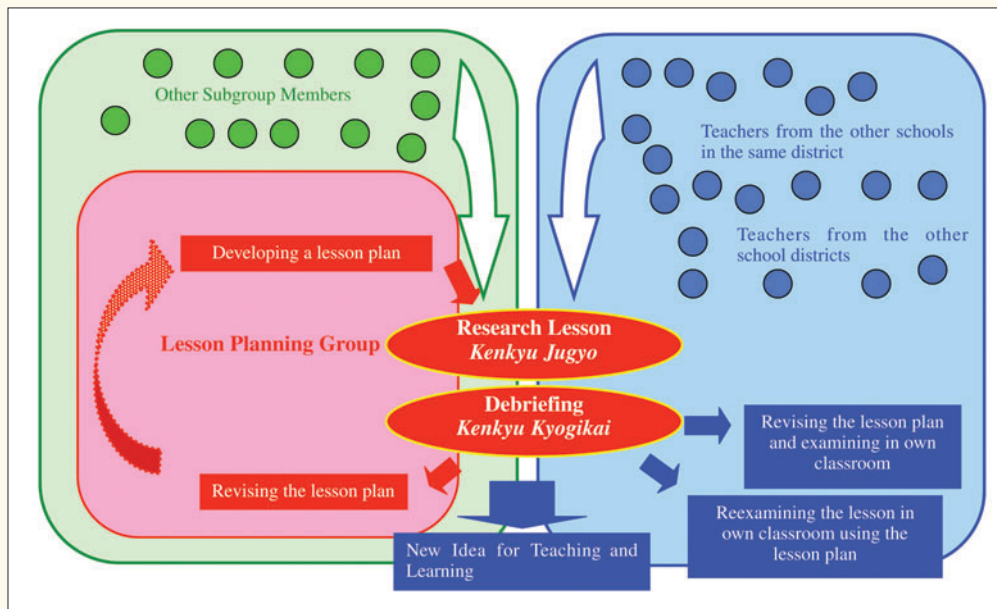 Other Subgroup Members
Teachers from the other schools
in the same district
Teachers from the other
school districts
Developing a lesson plan
Lesson Planning Group
Research Lesson
Kenkyu Jugyo
Debriefing
Kenkyu Kyogikai
Revising the lesson plan
Revising the lesson plan
and examining in own
classroom
Reexamining the lesson in
own classroom using the
lesson plan
New Idea for Teaching and
Learning